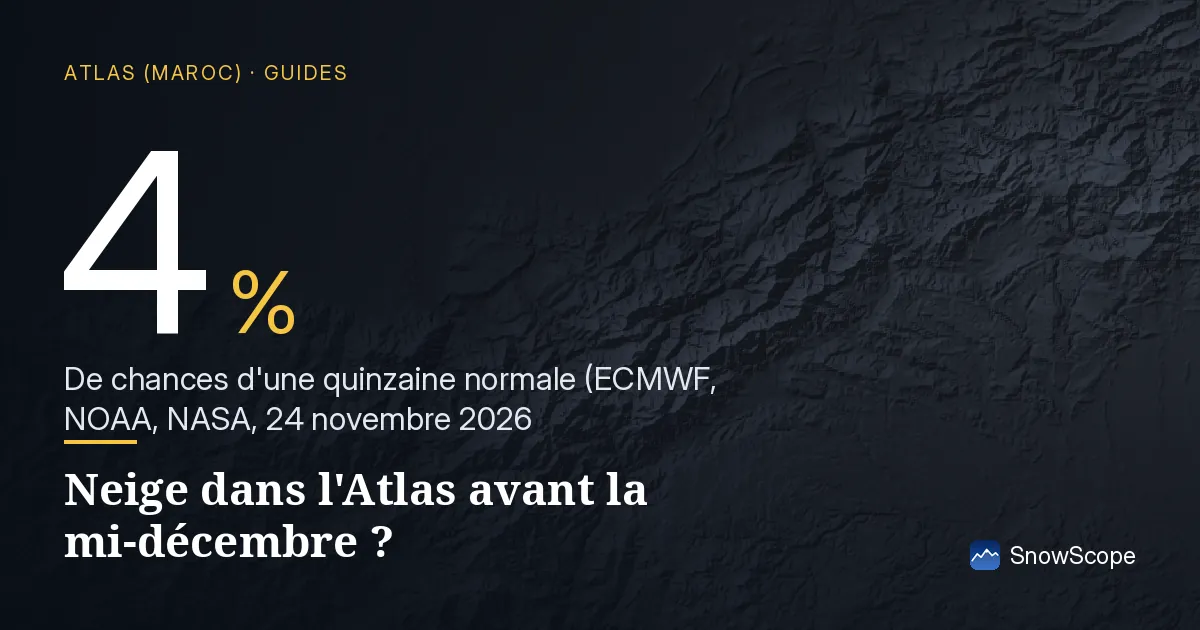 ATLAS (MAROC) · GUIDES
4 %
De chances d'une quinzaine normale (ECMWF,
NOAA, NASA, 24 novembre 2026
Neige dans l'Atlas avant la
mi-décembre ?
SnowScope